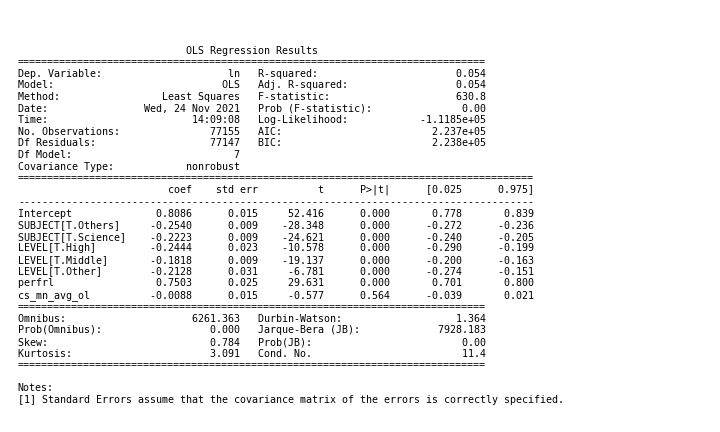 OLS Regression Results
==============================================================================
Dep. Variable:                     ln   R-squared:                       0.054
Model:                            OLS   Adj. R-squared:                  0.054
Method:                 Least Squares   F-statistic:                     630.8
Date:                Wed, 24 Nov 2021   Prob (F-statistic):               0.00
Time:                        14:09:08   Log-Likelihood:            -1.1185e+05
No. Observations:               77155   AIC:                         2.237e+05
Df Residuals:                   77147   BIC:                         2.238e+05
Df Model:                           7
Covariance Type:            nonrobust
======================================================================================
                         coef    std err          t      P>|t|      [0.025      0.975]
--------------------------------------------------------------------------------------
Intercept              0.8086      0.015     52.416      0.000       0.778       0.839
SUBJECT[T.Others]     -0.2540      0.009    -28.348      0.000      -0.272      -0.236
SUBJECT[T.Science]    -0.2223      0.009    -24.621      0.000      -0.240      -0.205
LEVEL[T.High]         -0.2444      0.023    -10.578      0.000      -0.290      -0.199
LEVEL[T.Middle]       -0.1818      0.009    -19.137      0.000      -0.200      -0.163
LEVEL[T.Other]        -0.2128      0.031     -6.781      0.000      -0.274      -0.151
perfrl                 0.7503      0.025     29.631      0.000       0.701       0.800
cs_mn_avg_ol          -0.0088      0.015     -0.577      0.564      -0.039       0.021
==============================================================================
Omnibus:                     6261.363   Durbin-Watson:                   1.364
Prob(Omnibus):                  0.000   Jarque-Bera (JB):             7928.183
Skew:                           0.784   Prob(JB):                         0.00
Kurtosis:                       3.091   Cond. No.                         11.4
==============================================================================
Notes:
[1] Standard Errors assume that the covariance matrix of the errors is correctly specified.